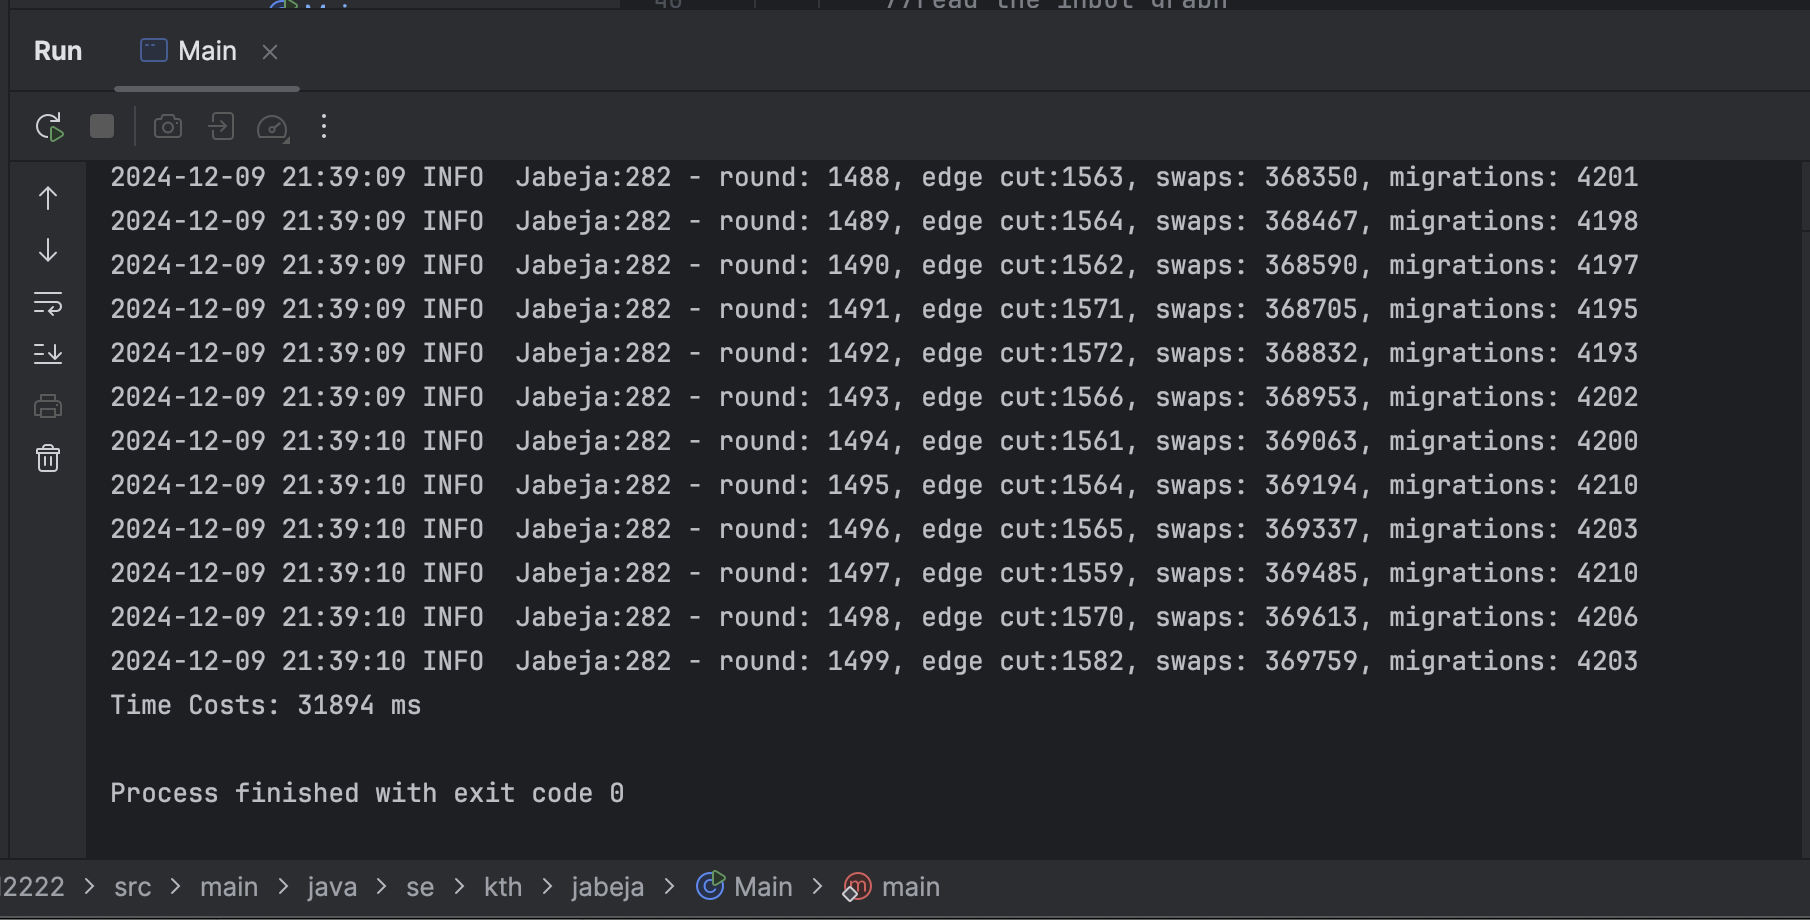 40 //read the input graph
Run Main
2024-12-09 21:39:09 INFO  Jabeja:282 - round: 1488, edge cut:1563, swaps: 368350, migrations: 4201
2024-12-09 21:39:09 INFO  Jabeja:282 - round: 1489, edge cut:1564, swaps: 368467, migrations: 4198
2024-12-09 21:39:09 INFO  Jabeja:282 - round: 1490, edge cut:1562, swaps: 368590, migrations: 4197
2024-12-09 21:39:09 INFO  Jabeja:282 - round: 1491, edge cut:1571, swaps: 368705, migrations: 4195
2024-12-09 21:39:09 INFO  Jabeja:282 - round: 1492, edge cut:1572, swaps: 368832, migrations: 4193
2024-12-09 21:39:09 INFO  Jabeja:282 - round: 1493, edge cut:1566, swaps: 368953, migrations: 4202
2024-12-09 21:39:10 INFO  Jabeja:282 - round: 1494, edge cut:1561, swaps: 369063, migrations: 4200
2024-12-09 21:39:10 INFO  Jabeja:282 - round: 1495, edge cut:1564, swaps: 369194, migrations: 4210
2024-12-09 21:39:10 INFO  Jabeja:282 - round: 1496, edge cut:1565, swaps: 369337, migrations: 4203
2024-12-09 21:39:10 INFO  Jabeja:282 - round: 1497, edge cut:1559, swaps: 369485, migrations: 4210
2024-12-09 21:39:10 INFO  Jabeja:282 - round: 1498, edge cut:1570, swaps: 369613, migrations: 4206
2024-12-09 21:39:10 INFO  Jabeja:282 - round: 1499, edge cut:1582, swaps: 369759, migrations: 4203
Time Costs: 31894 ms
Process finished with exit code 0
2222 > src > main > java > se > kth > jabeja > Main > main